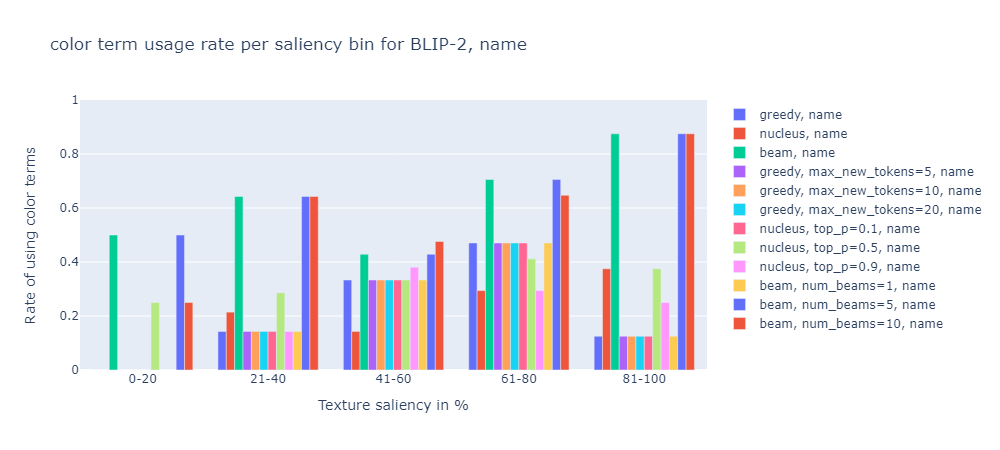 color term usage rate per saliency bin for BLIP-2, name
1
0.8
0.6
0.4
0.2
0
Rate of using color terms
0-20
21-40
41-60
61-80
81-100
Texture saliency in %
greedy, name
nucleus, name
beam, name
greedy, max_new_tokens=5, name
greedy, max_new_tokens=10, name
greedy, max_new_tokens=20, name
nucleus, top_p=0.1, name
nucleus, top_p=0.5, name
nucleus, top_p=0.9, name
beam, num_beams=1, name
beam, num_beams=5, name
beam, num_beams=10, name